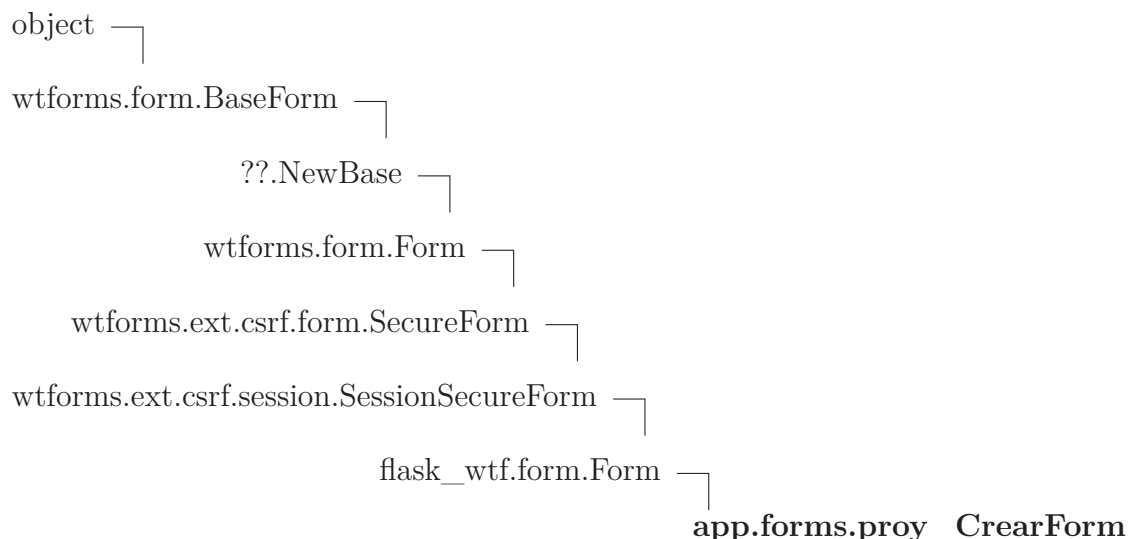 object
wtforms.form.BaseForm
??.NewBase
wtforms.form.Form
wtforms.ext.csrf.form.SecureForm
wtforms.ext.csrf.session.SessionSecureForm
flask_wtf.form.Form
app.forms.proy CrearForm